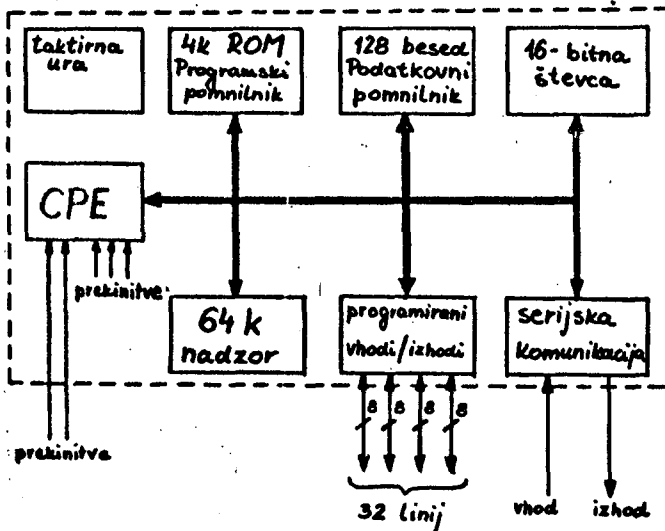 taktirna
ura
4k ROM
Programski
pomnilnik
128 besed
Podatkovni
pomnilnik
16-bitna
števca
CPE
prekinitve
64 k
nadzor
programirani
vhodi/izhodi
serijska
komunikacija
8 8 8 8
prekinitve
32 linij
vhod
izhod